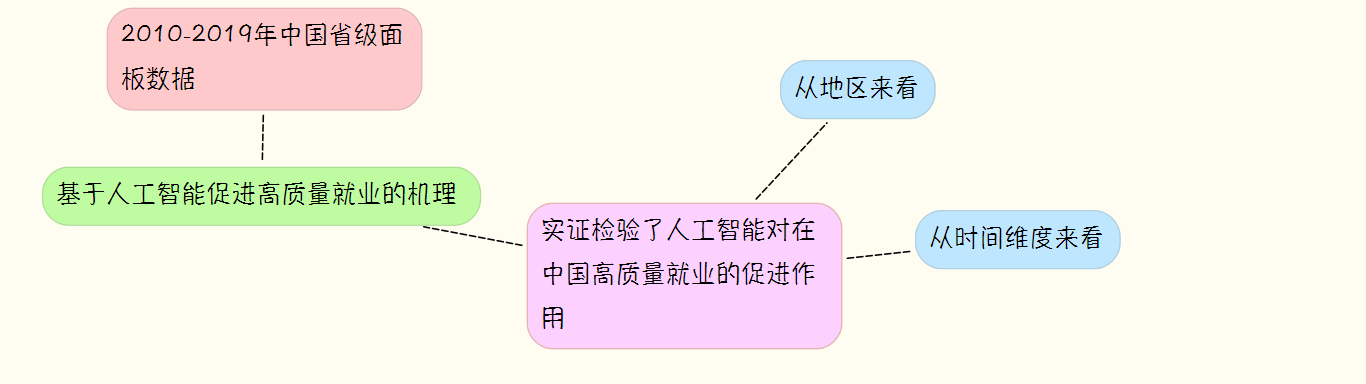 2010-2019年中国省级面
板数据
从地区来看
基于人工智能促进高质量就业的机理
实证检验了人工智能对在
中国高质量就业的促进作
用
从时间维度来看